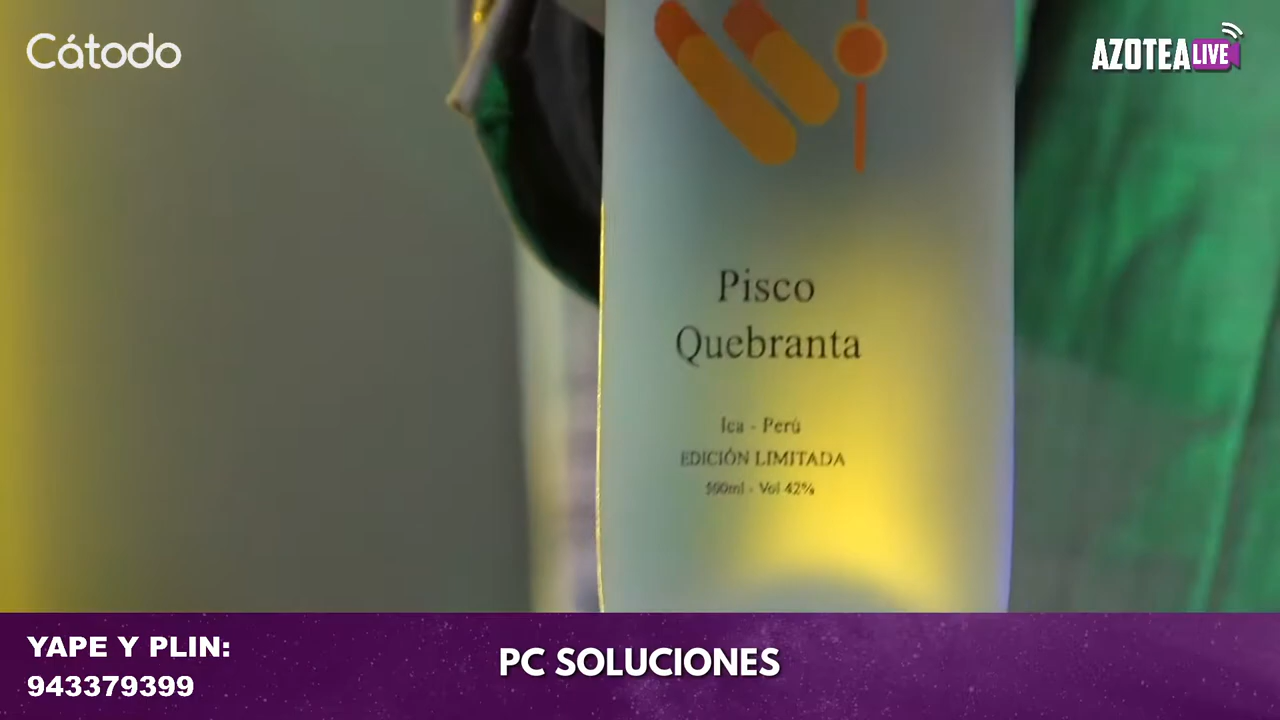 Cátodo
AZOTEA LIVE
Pisco
Quebranta
Ica - Perú
EDICIÓN LIMITADA
500ml - Vol 42%
YAPE Y PLIN:
943379399
PC SOLUCIONES